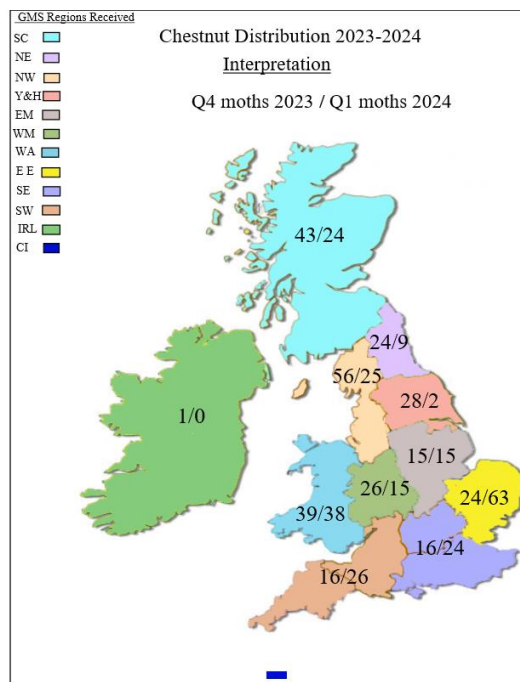 GMS Regions Received
SC
NE
NW
Y&H
EM
WM
WA
E E
SE
SW
IRL
CI
Chestnut Distribution 2023-2024
Interpretation
Q4 moths 2023 / Q1 moths 2024
43/24
24/9
56/25
28/2
1/0
15/15
26/15
24/63
39/38
16/24
16/26